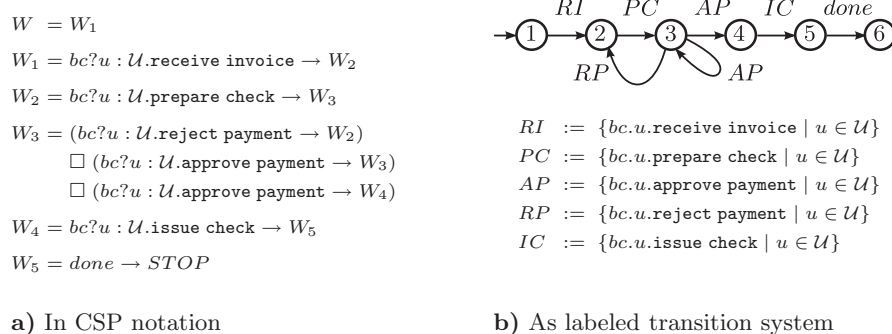 W = W₁
W₁ = bc?u : 𝒰.receive invoice → W₂
W₂ = bc?u : 𝒰.prepare check → W₃
W₃ = (bc?u : 𝒰.reject payment → W₂)
□ (bc?u : 𝒰.approve payment → W₃)
□ (bc?u : 𝒰.approve payment → W₄)
W₄ = bc?u : 𝒰.issue check → W₅
W₅ = done → STOP
a) In CSP notation
RI PC AP IC done
1 2 3 4 5 6
RP AP
RI := {bc.u.receive invoice | u ∈ 𝒰}
PC := {bc.u.prepare check | u ∈ 𝒰}
AP := {bc.u.approve payment | u ∈ 𝒰}
RP := {bc.u.reject payment | u ∈ 𝒰}
IC := {bc.u.issue check | u ∈ 𝒰}
b) As labeled transition system